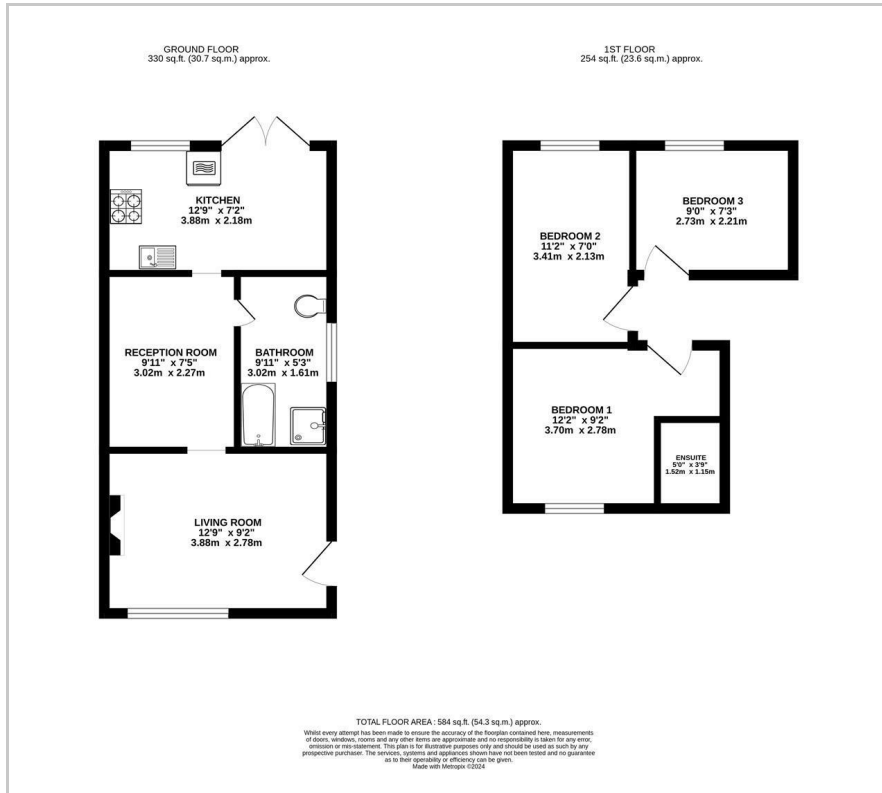 GROUND FLOOR
330 sq.ft. (30.7 sq.m.) approx.
1ST FLOOR
254 sq.ft. (23.6 sq.m.) approx.
KITCHEN
12'9" x 7'2"
3.88m x 2.18m
RECEPTION ROOM
9'11" x 7'5"
3.02m x 2.27m
BATHROOM
9'11" x 5'3"
3.02m x 1.61m
LIVING ROOM
12'9" x 9'2"
3.88m x 2.78m
BEDROOM 2
11'2" x 7'0"
3.41m x 2.13m
BEDROOM 3
9'0" x 7'3"
2.73m x 2.21m
BEDROOM 1
12'2" x 9'2"
3.70m x 2.78m
ENSUITE
5'0" x 3'9"
1.52m x 1.15m
TOTAL FLOOR AREA : 584 sq.ft. (54.3 sq.m.) approx.
Whilst every attempt has been made to ensure the accuracy of the floorplan contained here, measurements
of doors, windows, rooms and any other items are approximate and no responsibility is taken for any error,
omission or mis-statement. This plan is for illustrative purposes only and should be used as such by any
prospective purchaser. The services, systems and appliances shown have not been tested and no guarantee
as to their operability or efficiency can be given.
Made with Metropix ©2024